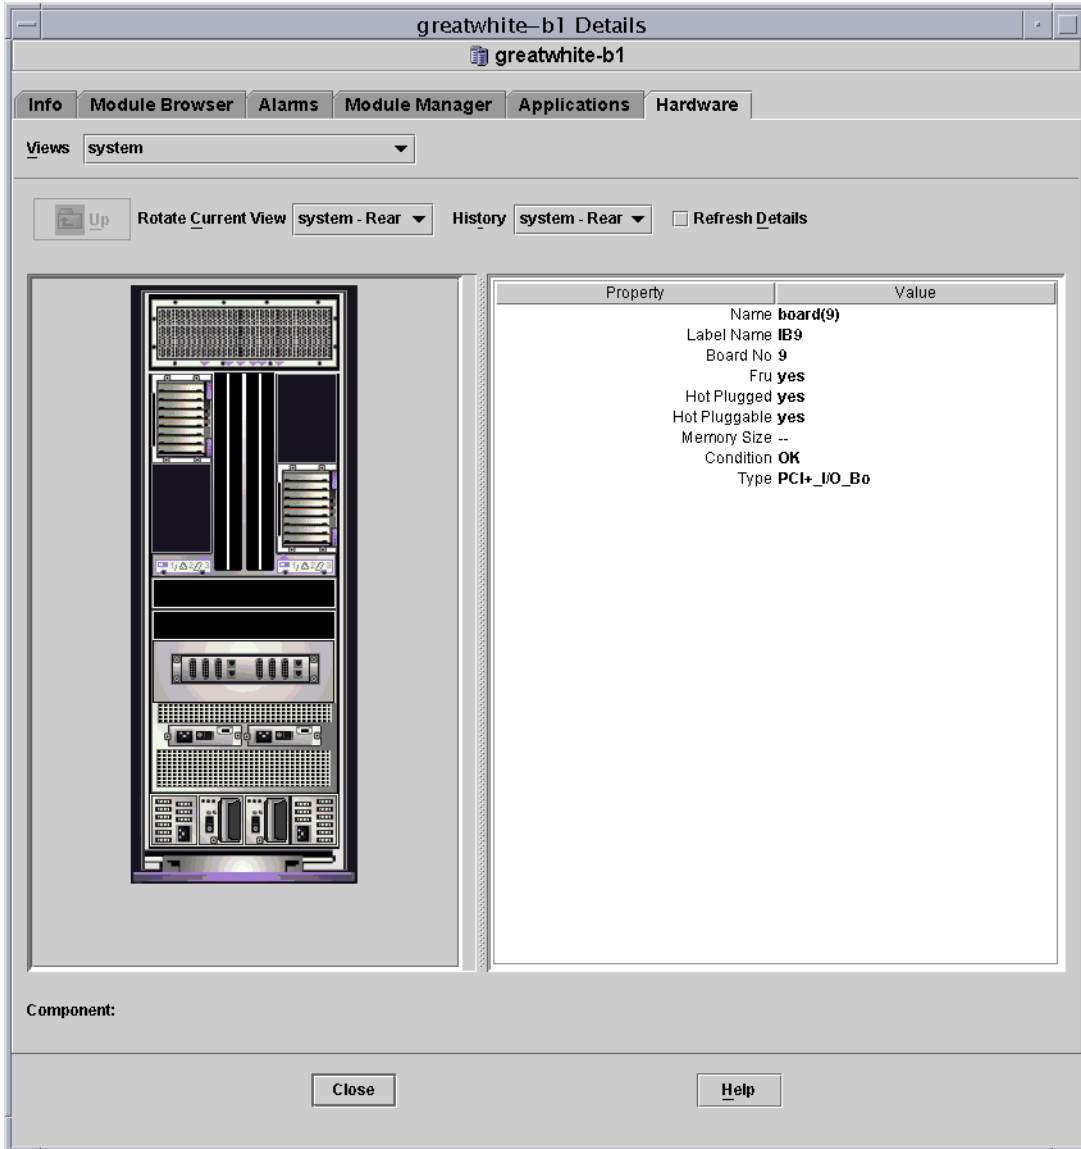 greatwhite–b1 Details
greatwhite-b1
Info Module Browser Alarms Module Manager Applications Hardware
Views system
Up Rotate Current View system - Rear History system - Rear Refresh Details
Property Value
Name board(9)
Label Name IB9
Board No 9
Fru yes
Hot Plugged yes
Hot Pluggable yes
Memory Size --
Condition OK
Type PCI+_I/O_Bo
Component:
Close Help